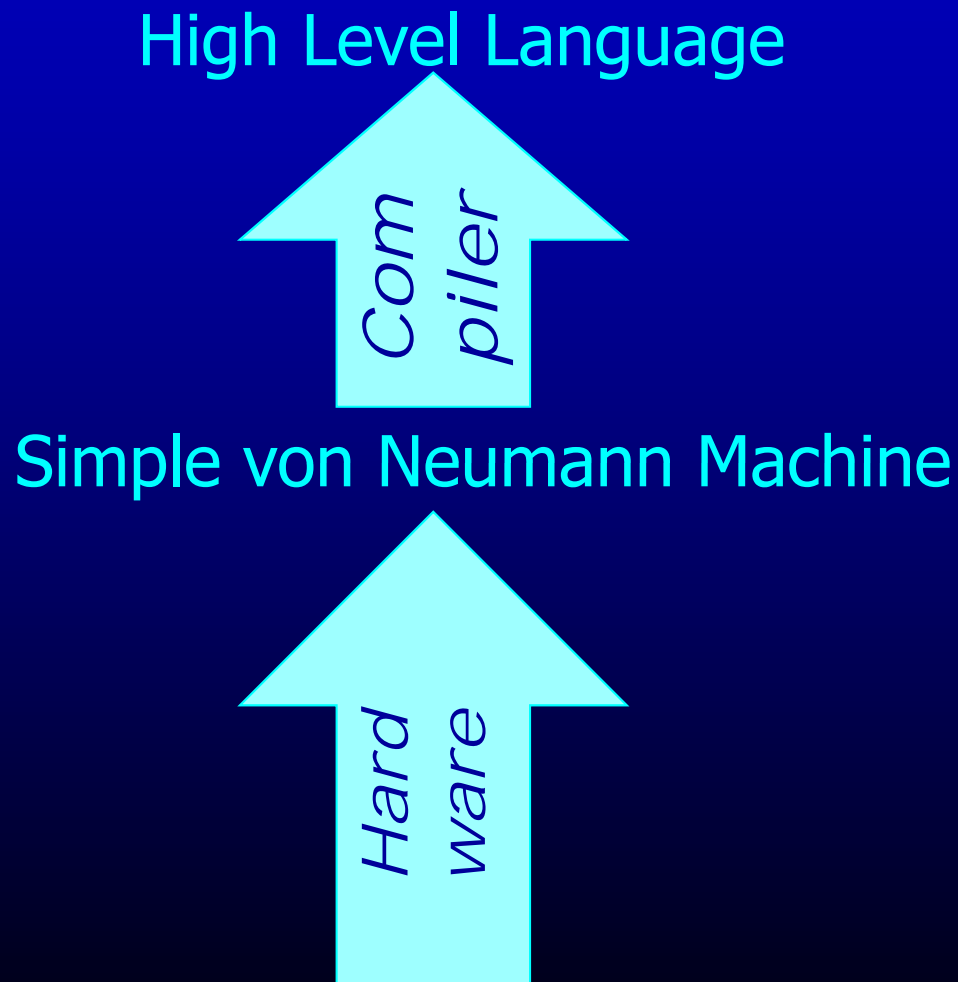 High Level Language
Com
piler
Simple von Neumann Machine
Hard
ware